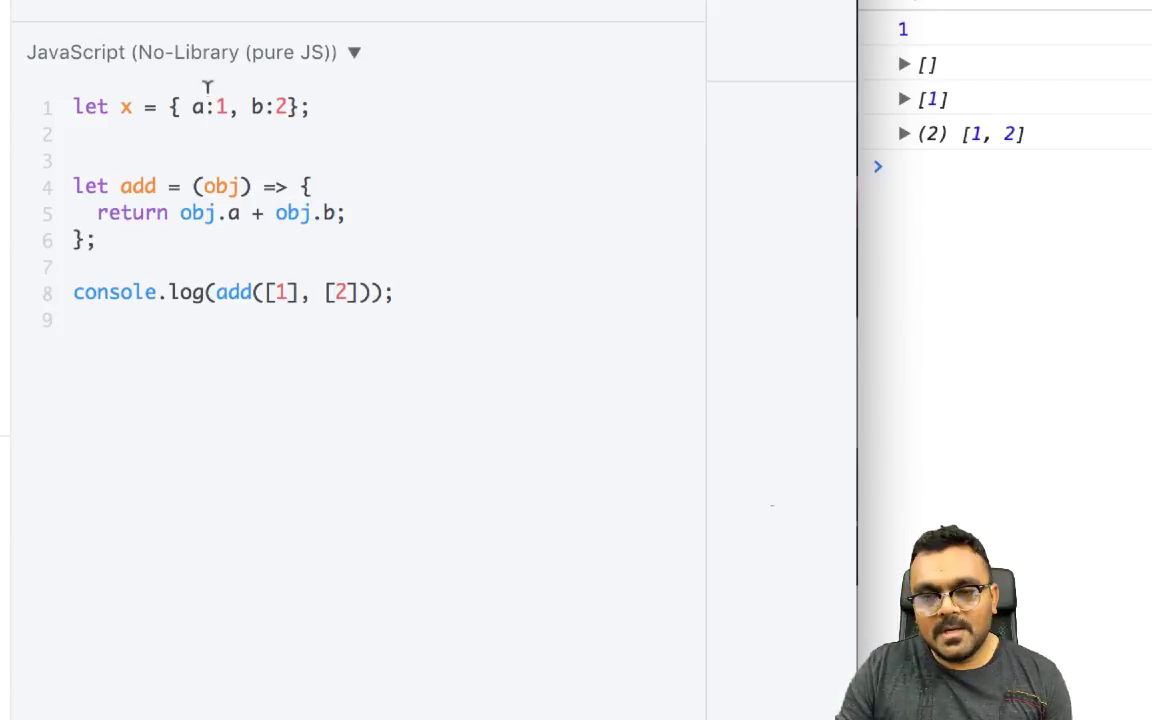 JavaScript (No-Library (pure JS)) ▼
1 let x = { a:1, b:2};
2
3
4 let add = (obj) => {
5 return obj.a + obj.b;
6 };
7
8 console.log(add([1], [2]));
9
1
▶ []
▶ [1]
▶ (2) [1, 2]
>